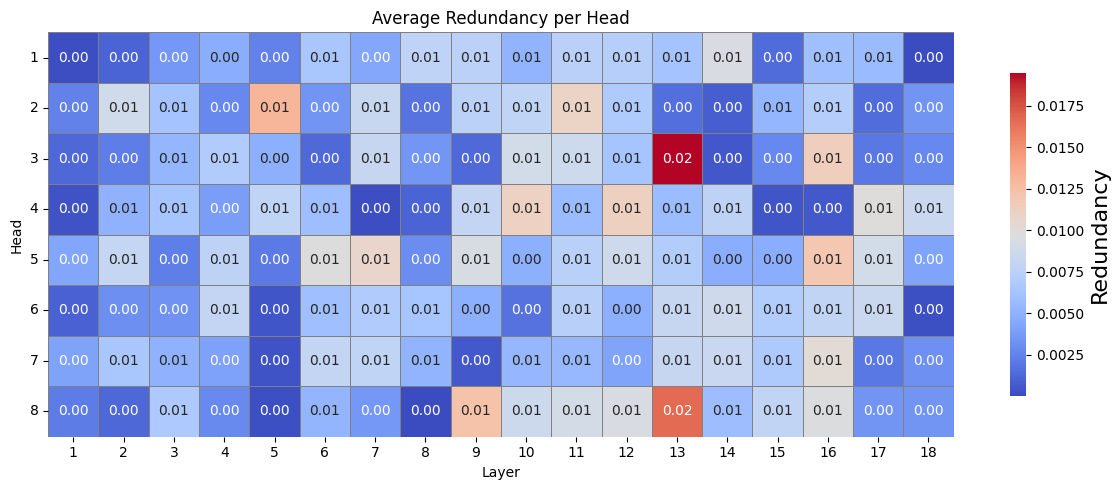 Average Redundancy per Head
1 0.00 0.00 0.00 0.00 0.00 0.01 0.00 0.01 0.01 0.01 0.01 0.01 0.01 0.01 0.00 0.01 0.01 0.00
2 0.00 0.01 0.01 0.00 0.01 0.00 0.01 0.00 0.01 0.01 0.01 0.01 0.00 0.00 0.01 0.01 0.00 0.00
3 0.00 0.00 0.01 0.01 0.00 0.00 0.01 0.00 0.00 0.01 0.01 0.01 0.02 0.00 0.00 0.01 0.00 0.00
4 0.00 0.01 0.01 0.00 0.01 0.01 0.00 0.00 0.01 0.01 0.01 0.01 0.01 0.01 0.00 0.00 0.01 0.01
5 0.00 0.01 0.00 0.01 0.00 0.01 0.01 0.00 0.01 0.00 0.01 0.01 0.01 0.00 0.00 0.01 0.01 0.00
6 0.00 0.00 0.00 0.01 0.00 0.01 0.01 0.01 0.00 0.00 0.01 0.00 0.01 0.01 0.01 0.01 0.01 0.00
7 0.00 0.01 0.01 0.00 0.00 0.01 0.01 0.01 0.00 0.01 0.01 0.00 0.01 0.01 0.01 0.01 0.00 0.00
8 0.00 0.00 0.01 0.00 0.00 0.01 0.00 0.00 0.01 0.01 0.01 0.01 0.02 0.01 0.01 0.01 0.00 0.00
1 2 3 4 5 6 7 8 9 10 11 12 13 14 15 16 17 18
Layer
Head
0.0175
0.0150
0.0125
0.0100
0.0075
0.0050
0.0025
Redundancy